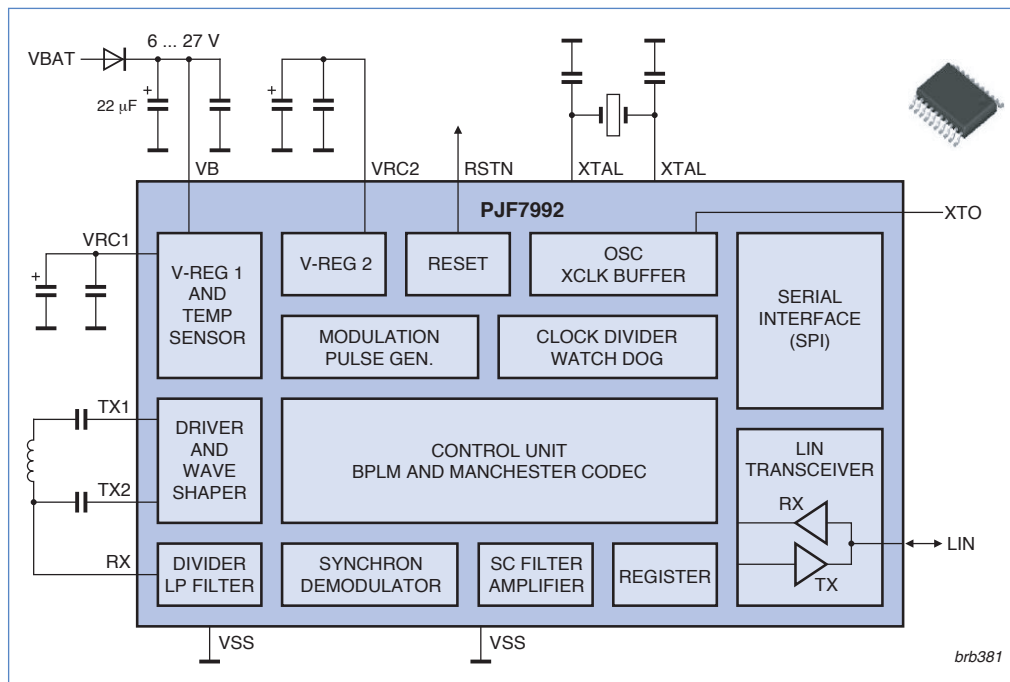 6 ... 27 V
VBAT
+
22 µF
+
VB
VRC2
RSTN
XTAL
XTAL
PJF7992
XTO
VRC1
+
V-REG 1
AND
TEMP
SENSOR
V-REG 2
RESET
OSC
XCLK BUFFER
SERIAL
INTERFACE
(SPI)
MODULATION
PULSE GEN.
CLOCK DIVIDER
WATCH DOG
TX1
TX2
DRIVER
AND
WAVE
SHAPER
CONTROL UNIT
BPLM AND MANCHESTER CODEC
LIN
TRANSCEIVER
RX
TX
LIN
RX
DIVIDER
LP FILTER
SYNCHRON
DEMODULATOR
SC FILTER
AMPLIFIER
REGISTER
VSS
VSS
brb381